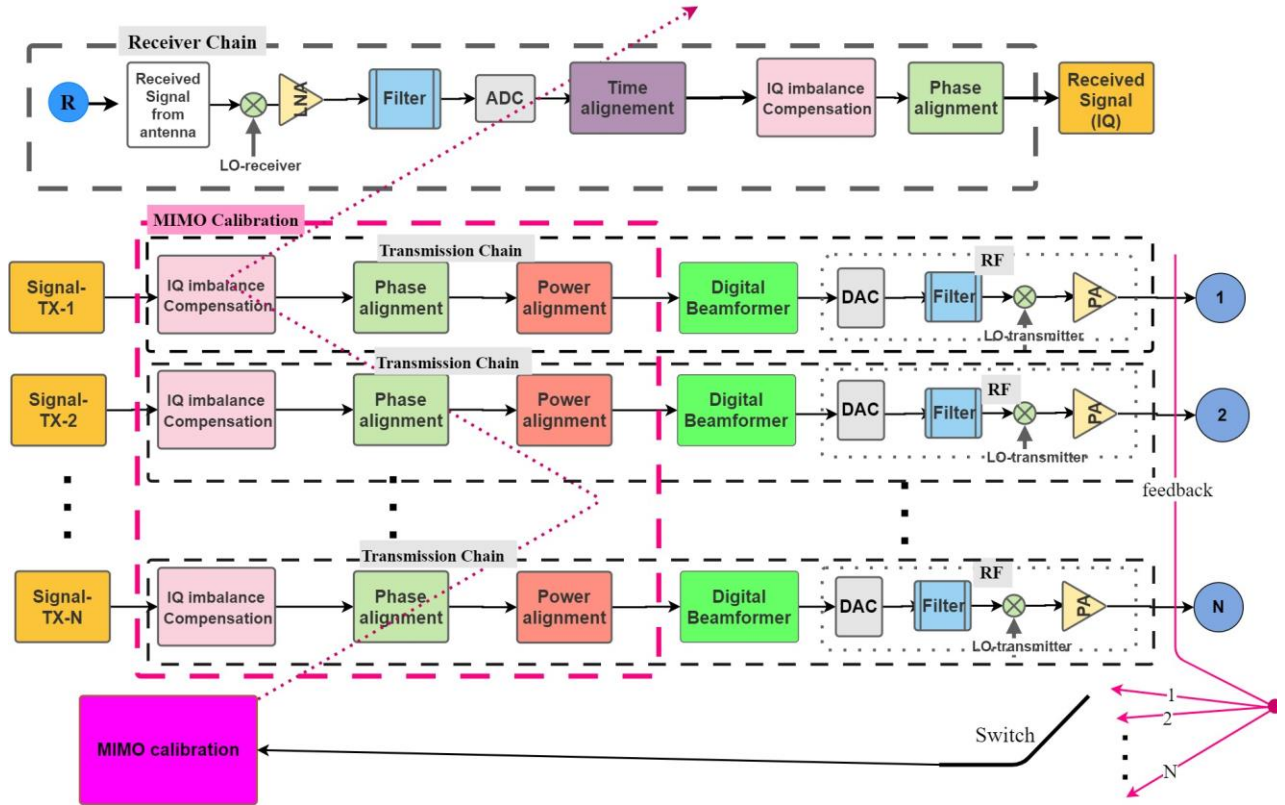 Receiver Chain
R
Received
Signal
from
antenna
LO-receiver
LNA
Filter
ADC
Time
alignement
IQ imbalance
Compensation
Phase
alignment
Received
Signal
(IQ)
MIMO Calibration
Transmission Chain
Signal-
TX-1
IQ imbalance
Compensation
Phase
alignment
Power
alignment
Digital
Beamformer
RF
DAC
Filter
LO-transmitter
PA
1
Transmission Chain
Signal-
TX-2
IQ imbalance
Compensation
Phase
alignment
Power
alignment
Digital
Beamformer
RF
DAC
Filter
LO-transmitter
PA
2
feedback
Transmission Chain
Signal-
TX-N
IQ imbalance
Compensation
Phase
alignment
Power
alignment
Digital
Beamformer
RF
DAC
Filter
LO-transmitter
PA
N
MIMO calibration
Switch
1
2
N